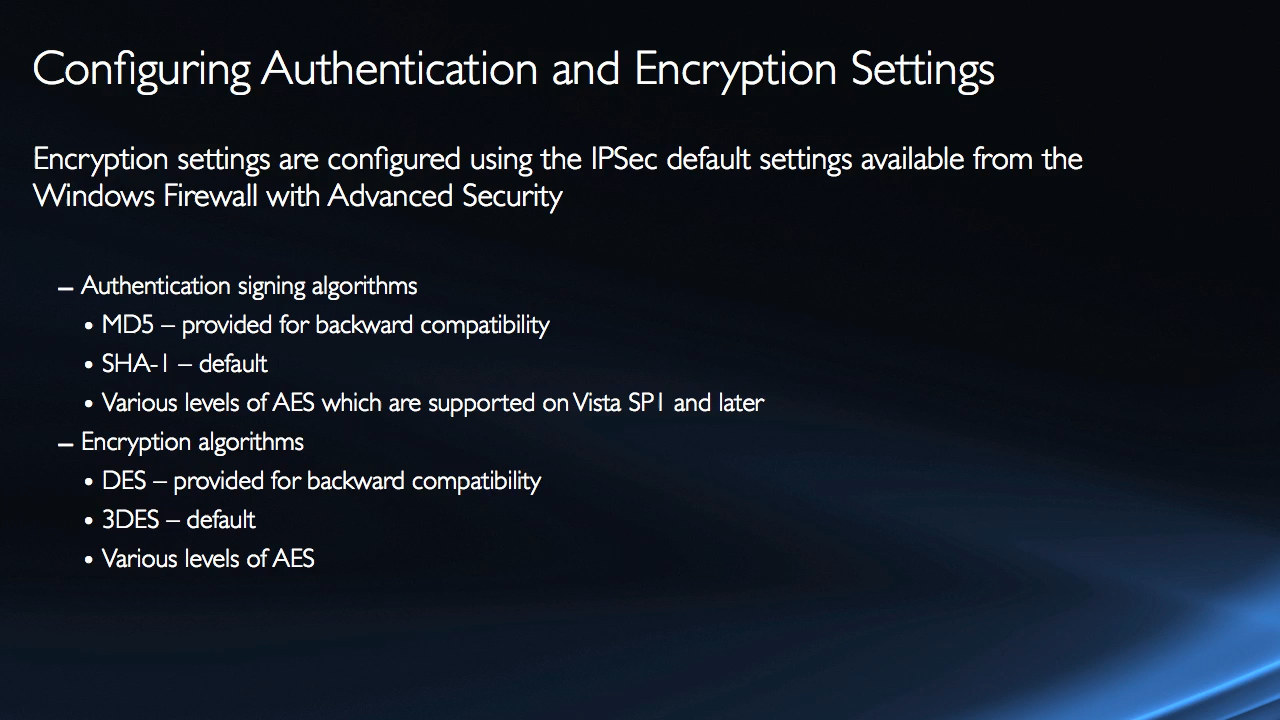 Configuring Authentication and Encryption Settings
Encryption settings are configured using the IPSec default settings available from the
Windows Firewall with Advanced Security
– Authentication signing algorithms
• MD5 – provided for backward compatibility
• SHA-1 – default
• Various levels of AES which are supported on Vista SP1 and later
– Encryption algorithms
• DES – provided for backward compatibility
• 3DES – default
• Various levels of AES